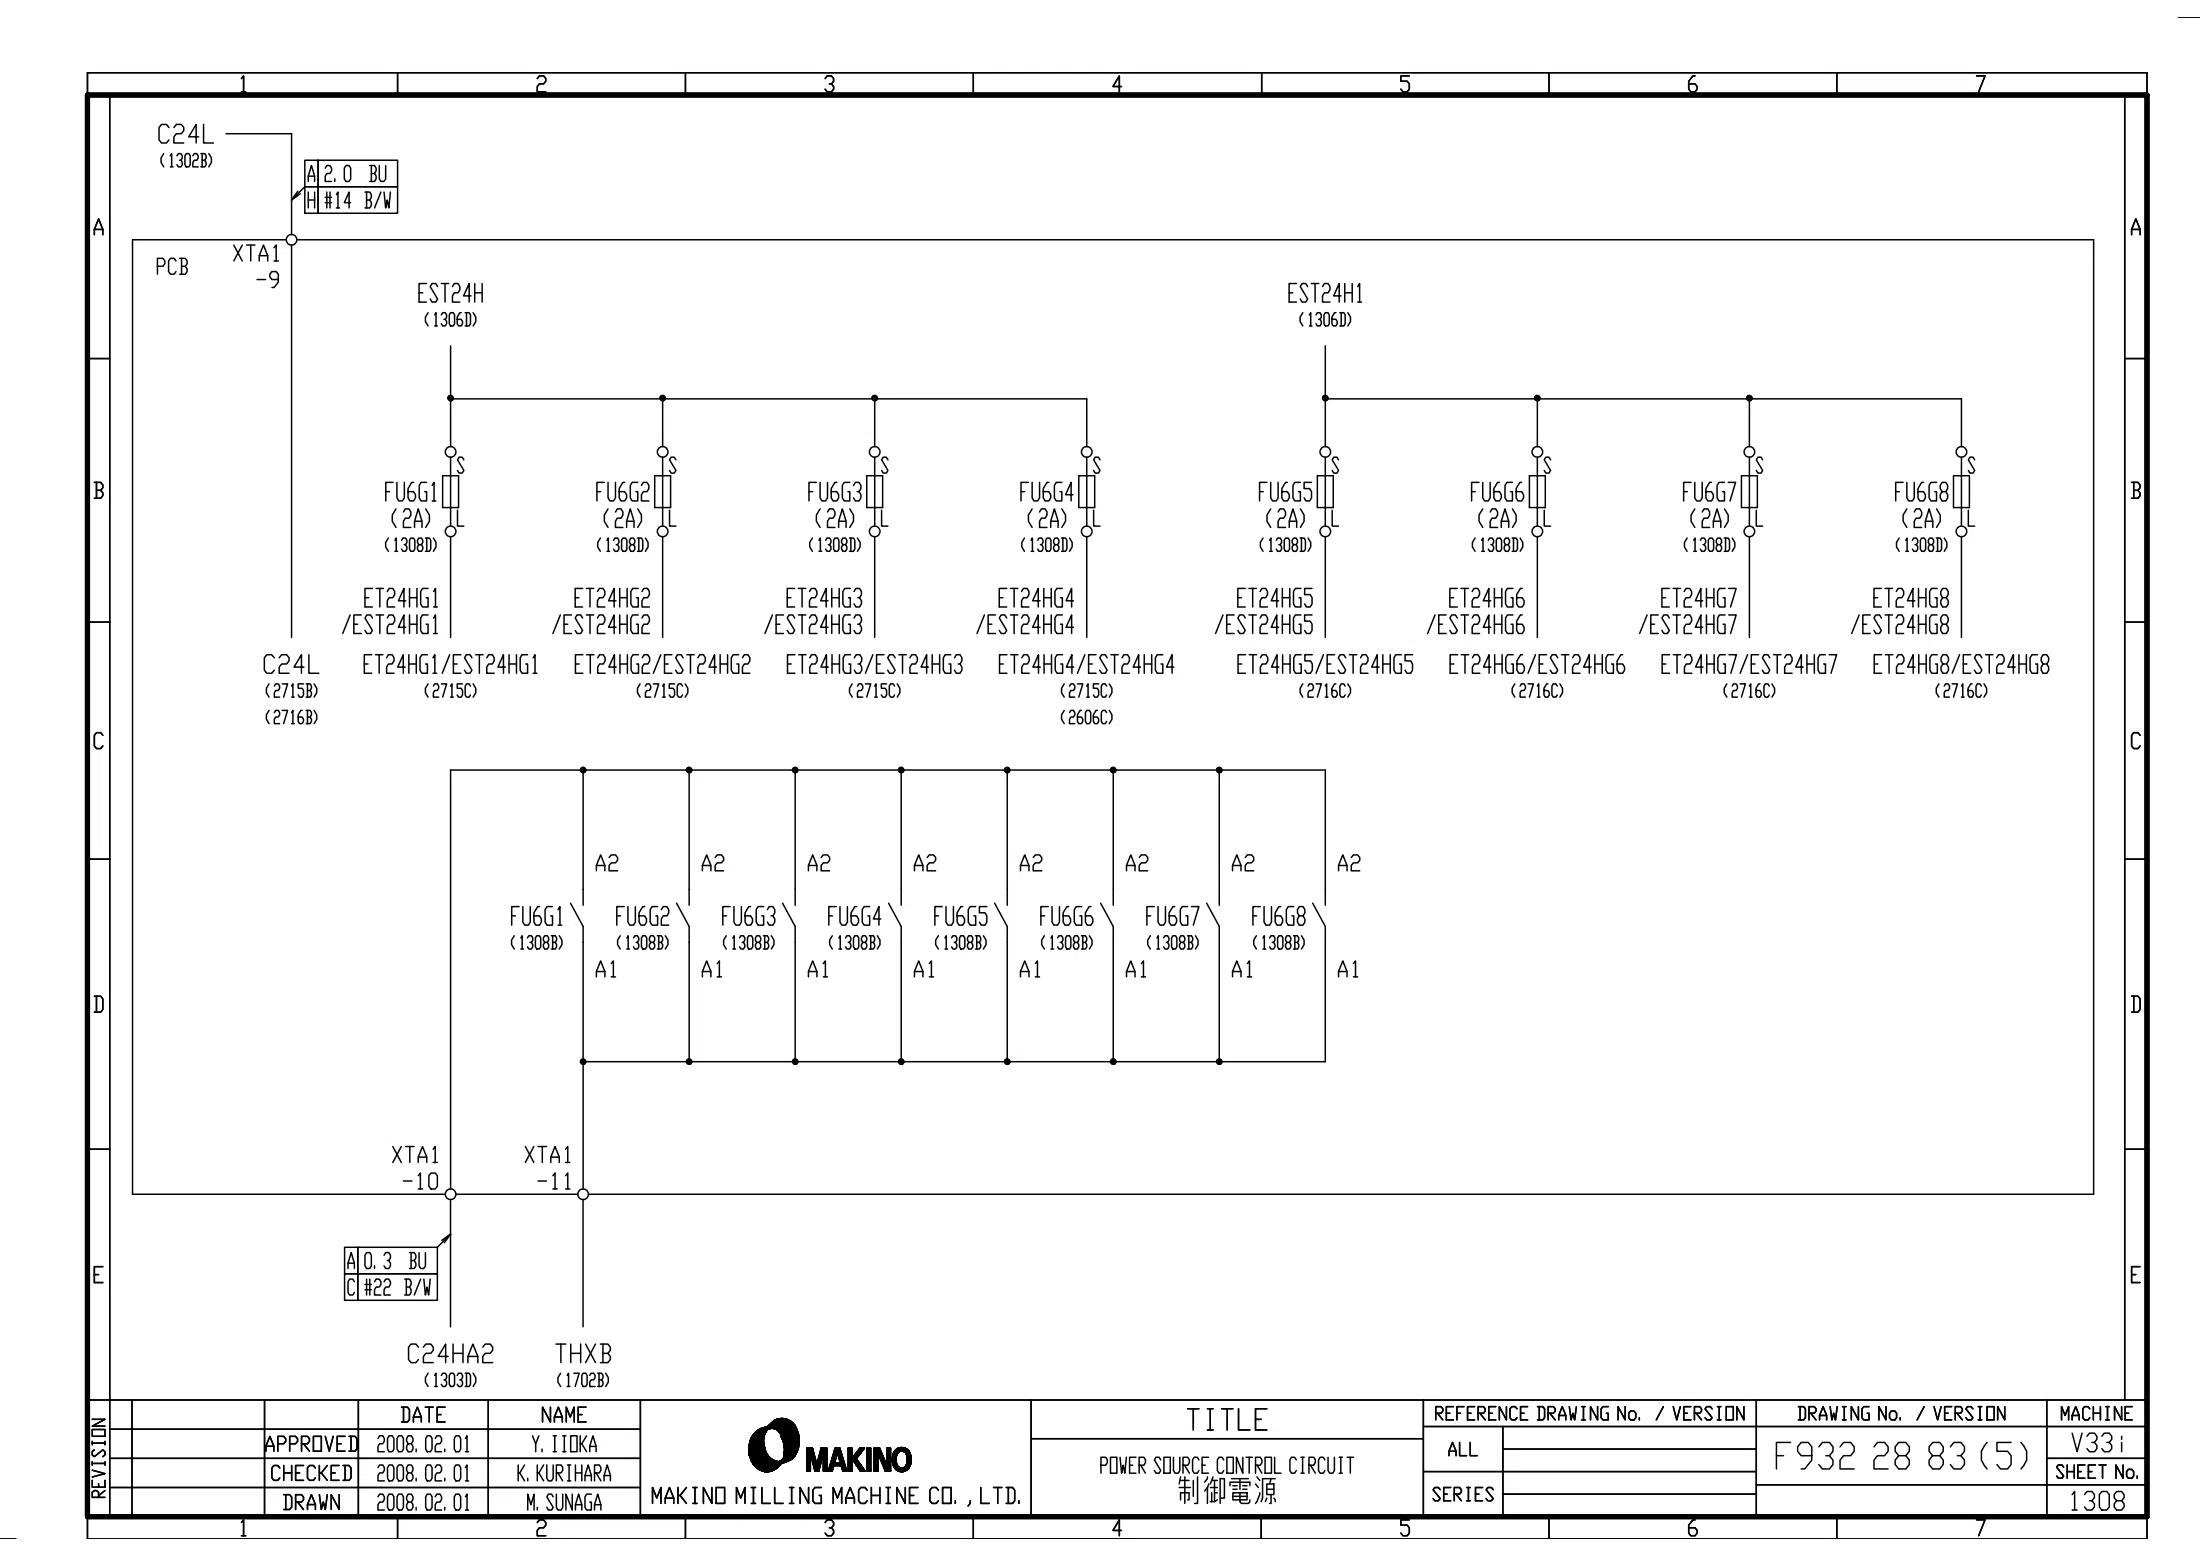 1 2 3 4 5 6 7
C24L
(1302B)
A 2.0 BU
H #14 B/W
A A
PCB
XTA1
-9
EST24H EST24H1
(1306D) (1306D)
S S S S S S S S
B B
FU6G1 FU6G2 FU6G3 FU6G4 FU6G5 FU6G6 FU6G7 FU6G8
(2A) (2A) (2A) (2A) (2A) (2A) (2A) (2A)
L L L L L L L L
(1308D) (1308D) (1308D) (1308D) (1308D) (1308D) (1308D) (1308D)
ET24HG1 ET24HG2 ET24HG3 ET24HG4 ET24HG5 ET24HG6 ET24HG7 ET24HG8
/EST24HG1 /EST24HG2 /EST24HG3 /EST24HG4 /EST24HG5 /EST24HG6 /EST24HG7 /EST24HG8
C24L ET24HG1/EST24HG1 ET24HG2/EST24HG2 ET24HG3/EST24HG3 ET24HG4/EST24HG4 ET24HG5/EST24HG5 ET24HG6/EST24HG6 ET24HG7/EST24HG7 ET24HG8/EST24HG8
(2715B) (2715C) (2715C) (2715C) (2715C) (2716C) (2716C) (2716C) (2716C)
(2716B) (2606C)
C C
A2 A2 A2 A2 A2 A2 A2 A2
FU6G1 FU6G2 FU6G3 FU6G4 FU6G5 FU6G6 FU6G7 FU6G8
(1308B) (1308B) (1308B) (1308B) (1308B) (1308B) (1308B) (1308B)
A1 A1 A1 A1 A1 A1 A1 A1
D D
XTA1 XTA1
-10 -11
A 0.3 BU
C #22 B/W
E E
C24HA2 THXB
(1303D) (1702B)
REVISION
DATE NAME
APPROVED 2008.02.01 Y. IIOKA
CHECKED 2008.02.01 K. KURIHARA
DRAWN 2008.02.01 M. SUNAGA
MAKINO
MAKINO MILLING MACHINE CO.,LTD.
TITLE
POWER SOURCE CONTROL CIRCUIT
制御電源
REFERENCE DRAWING No. / VERSION
ALL
SERIES
DRAWING No. / VERSION
F932 28 83(5)
MACHINE
V33i
SHEET No.
1308
1 2 3 4 5 6 7